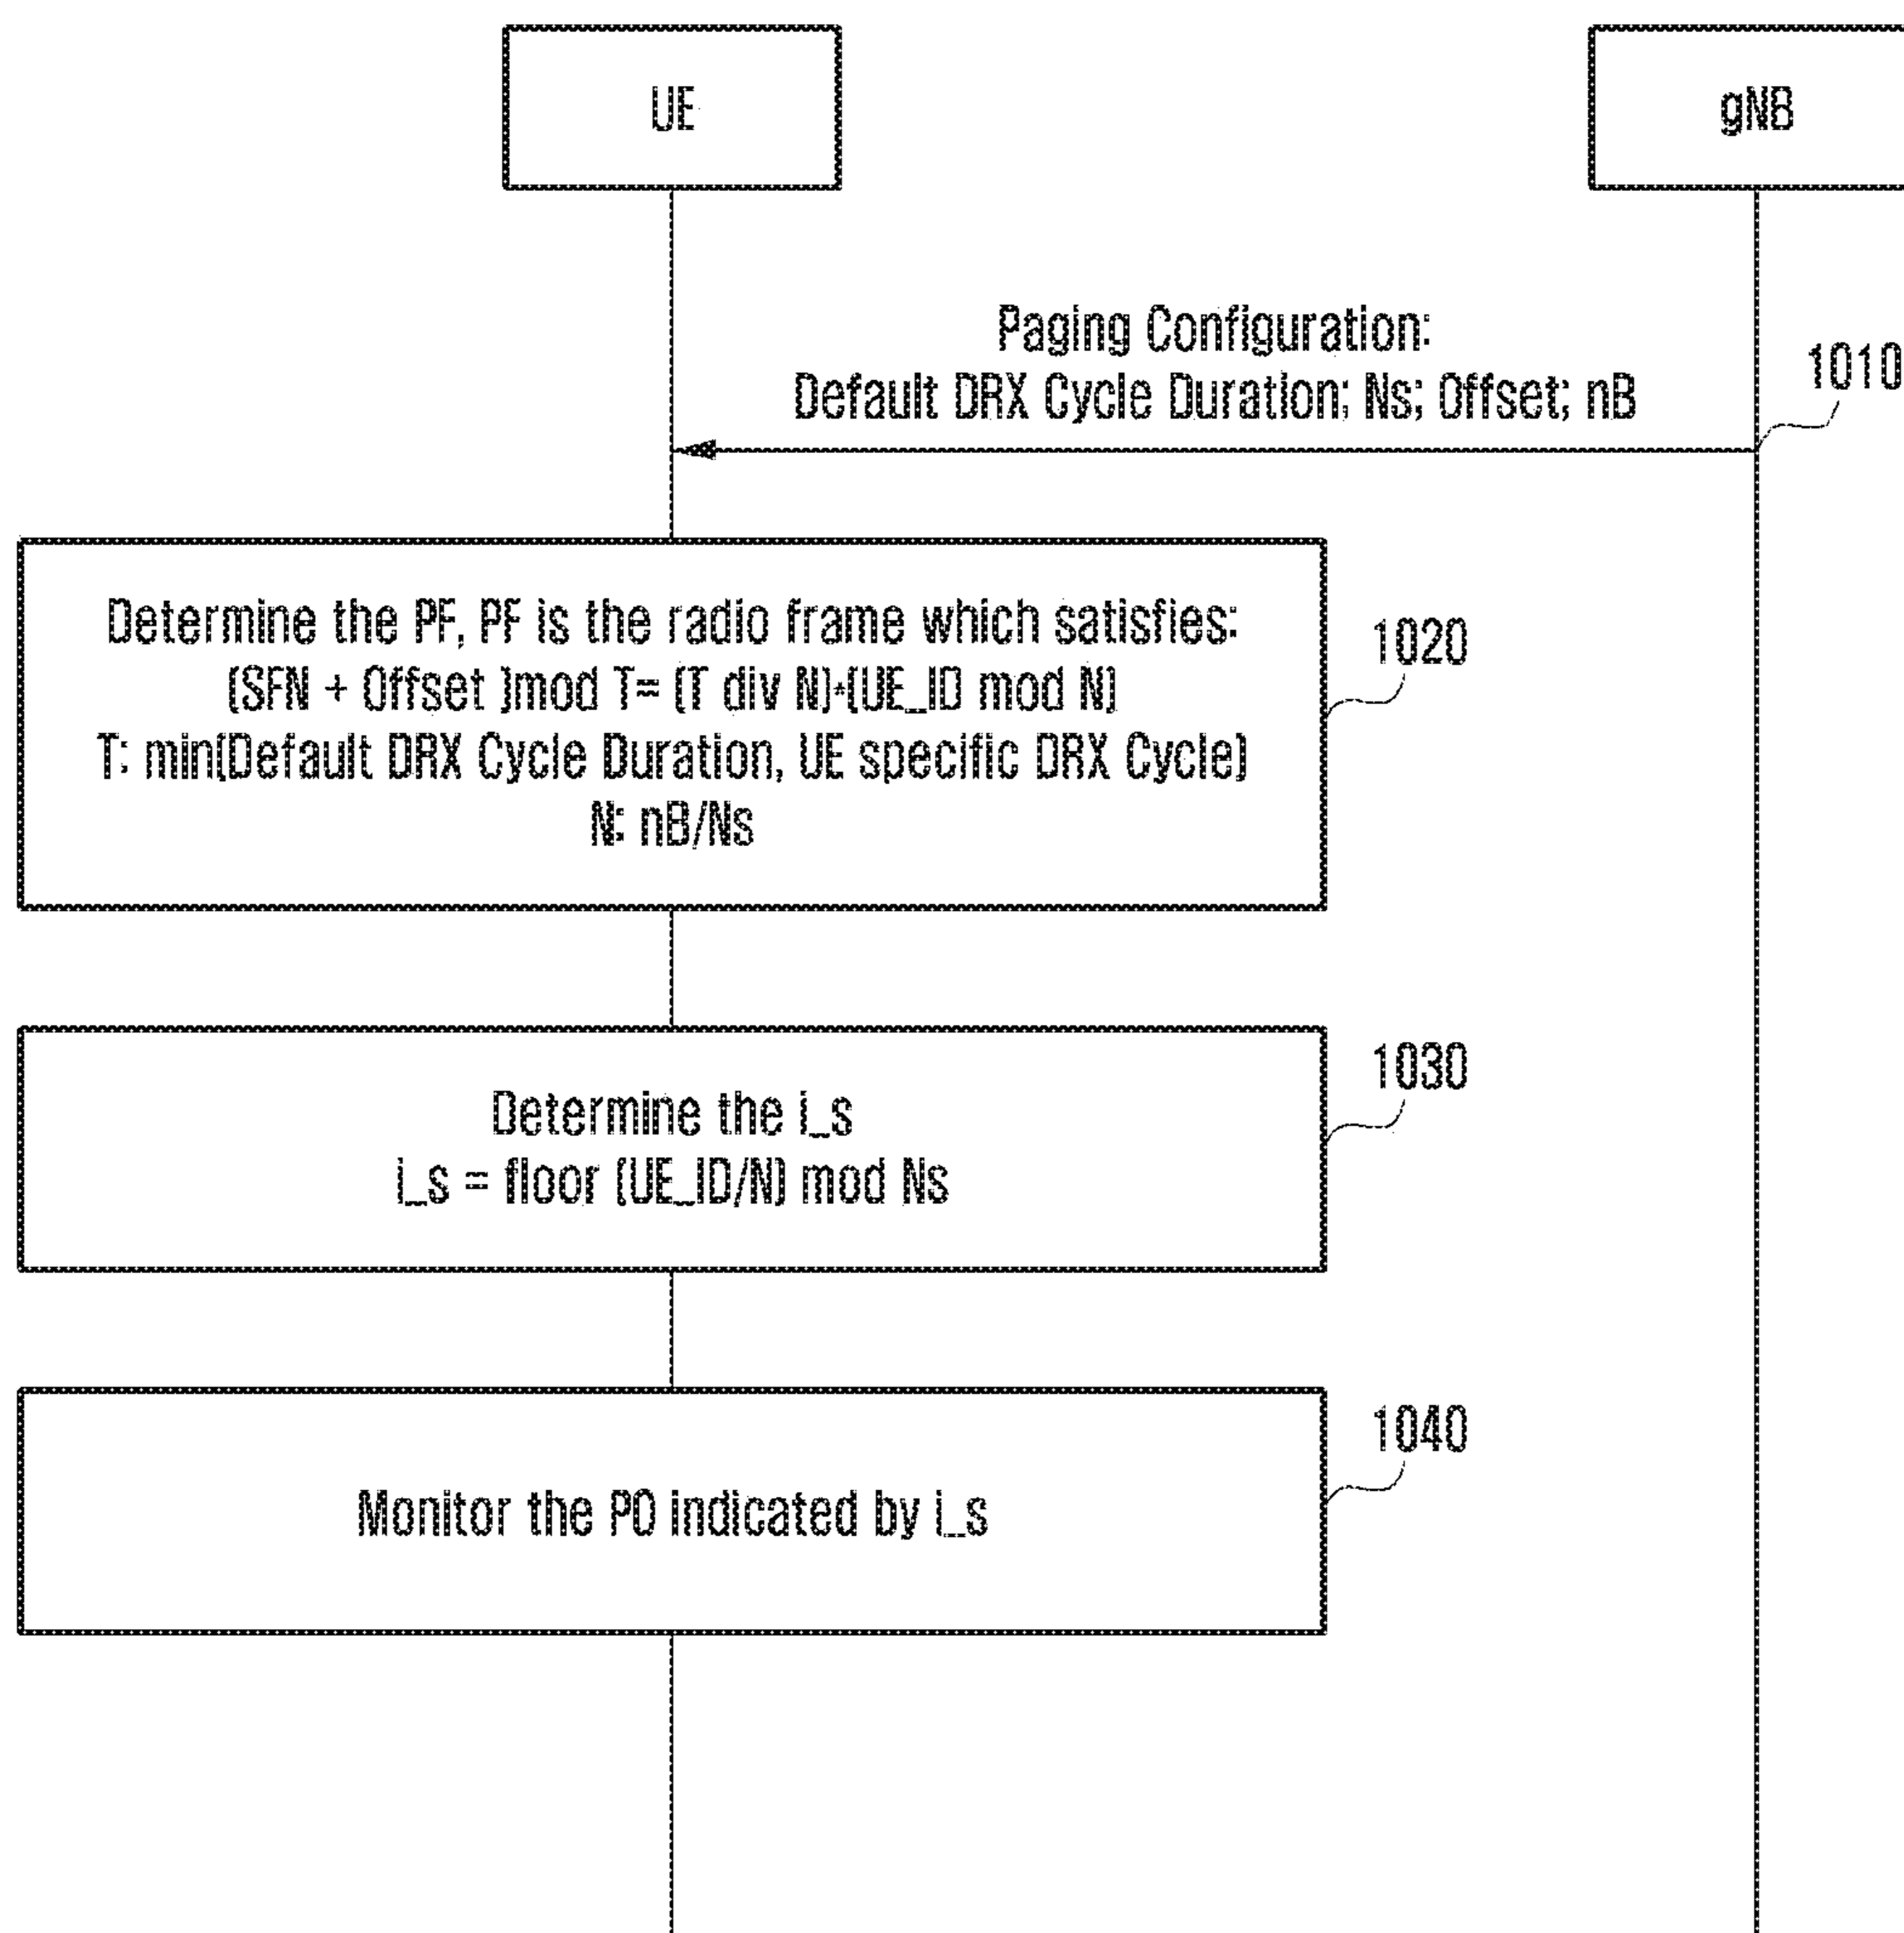 UE
gNB
Paging Configuration:
Default DRX Cycle Duration; Ns; Offset; nB
1010
Determine the PF, PF is the radio frame which satisfies:
(SFN + Offset )mod T= (T div N)*(UE_ID mod N)
T: min(Default DRX Cycle Duration, UE specific DRX Cycle)
N: nB/Ns
1020
Determine the i_s
i_s = floor (UE_ID/N) mod Ns
1030
Monitor the PO indicated by i_s
1040